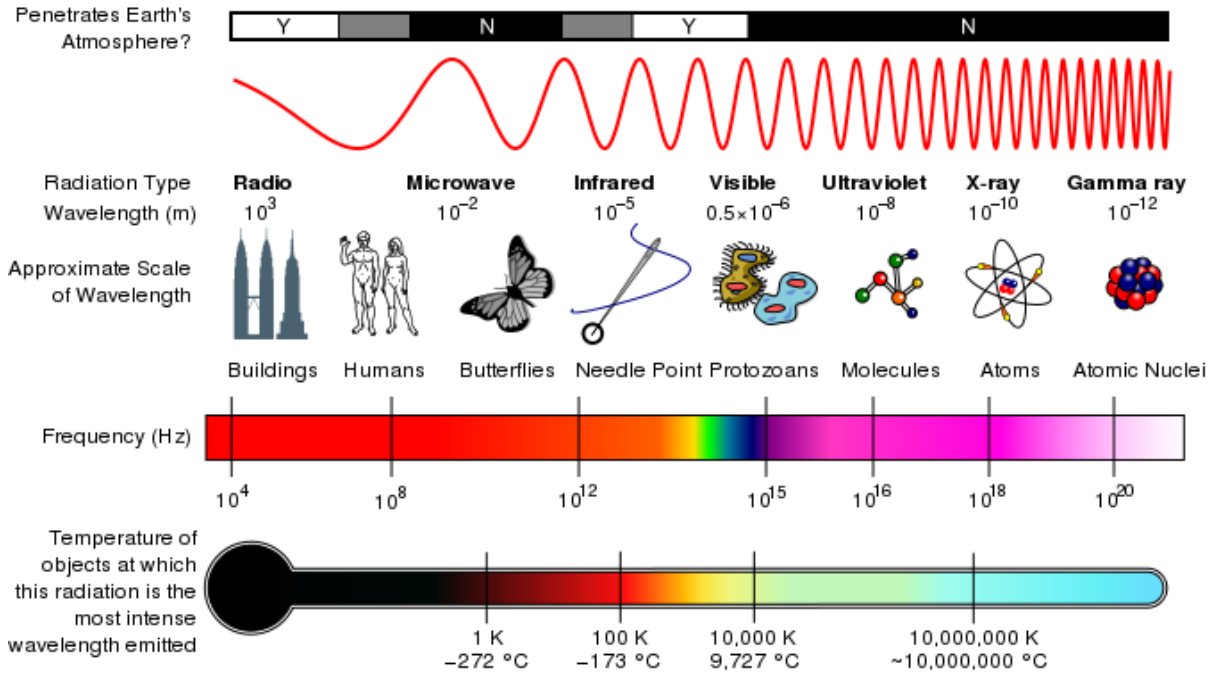 Penetrates Earth's
Atmosphere?
Y N Y N
Radiation Type
Radio Microwave Infrared Visible Ultraviolet X-ray Gamma ray
Wavelength (m)
10³ 10⁻² 10⁻⁵ 0.5×10⁻⁶ 10⁻⁸ 10⁻¹⁰ 10⁻¹²
Approximate Scale
of Wavelength
Buildings Humans Butterflies Needle Point Protozoans Molecules Atoms Atomic Nuclei
Frequency (Hz)
10⁴ 10⁸ 10¹² 10¹⁵ 10¹⁶ 10¹⁸ 10²⁰
Temperature of
objects at which
this radiation is the
most intense
wavelength emitted
1 K 100 K 10,000 K 10,000,000 K
−272 °C −173 °C 9,727 °C ~10,000,000 °C